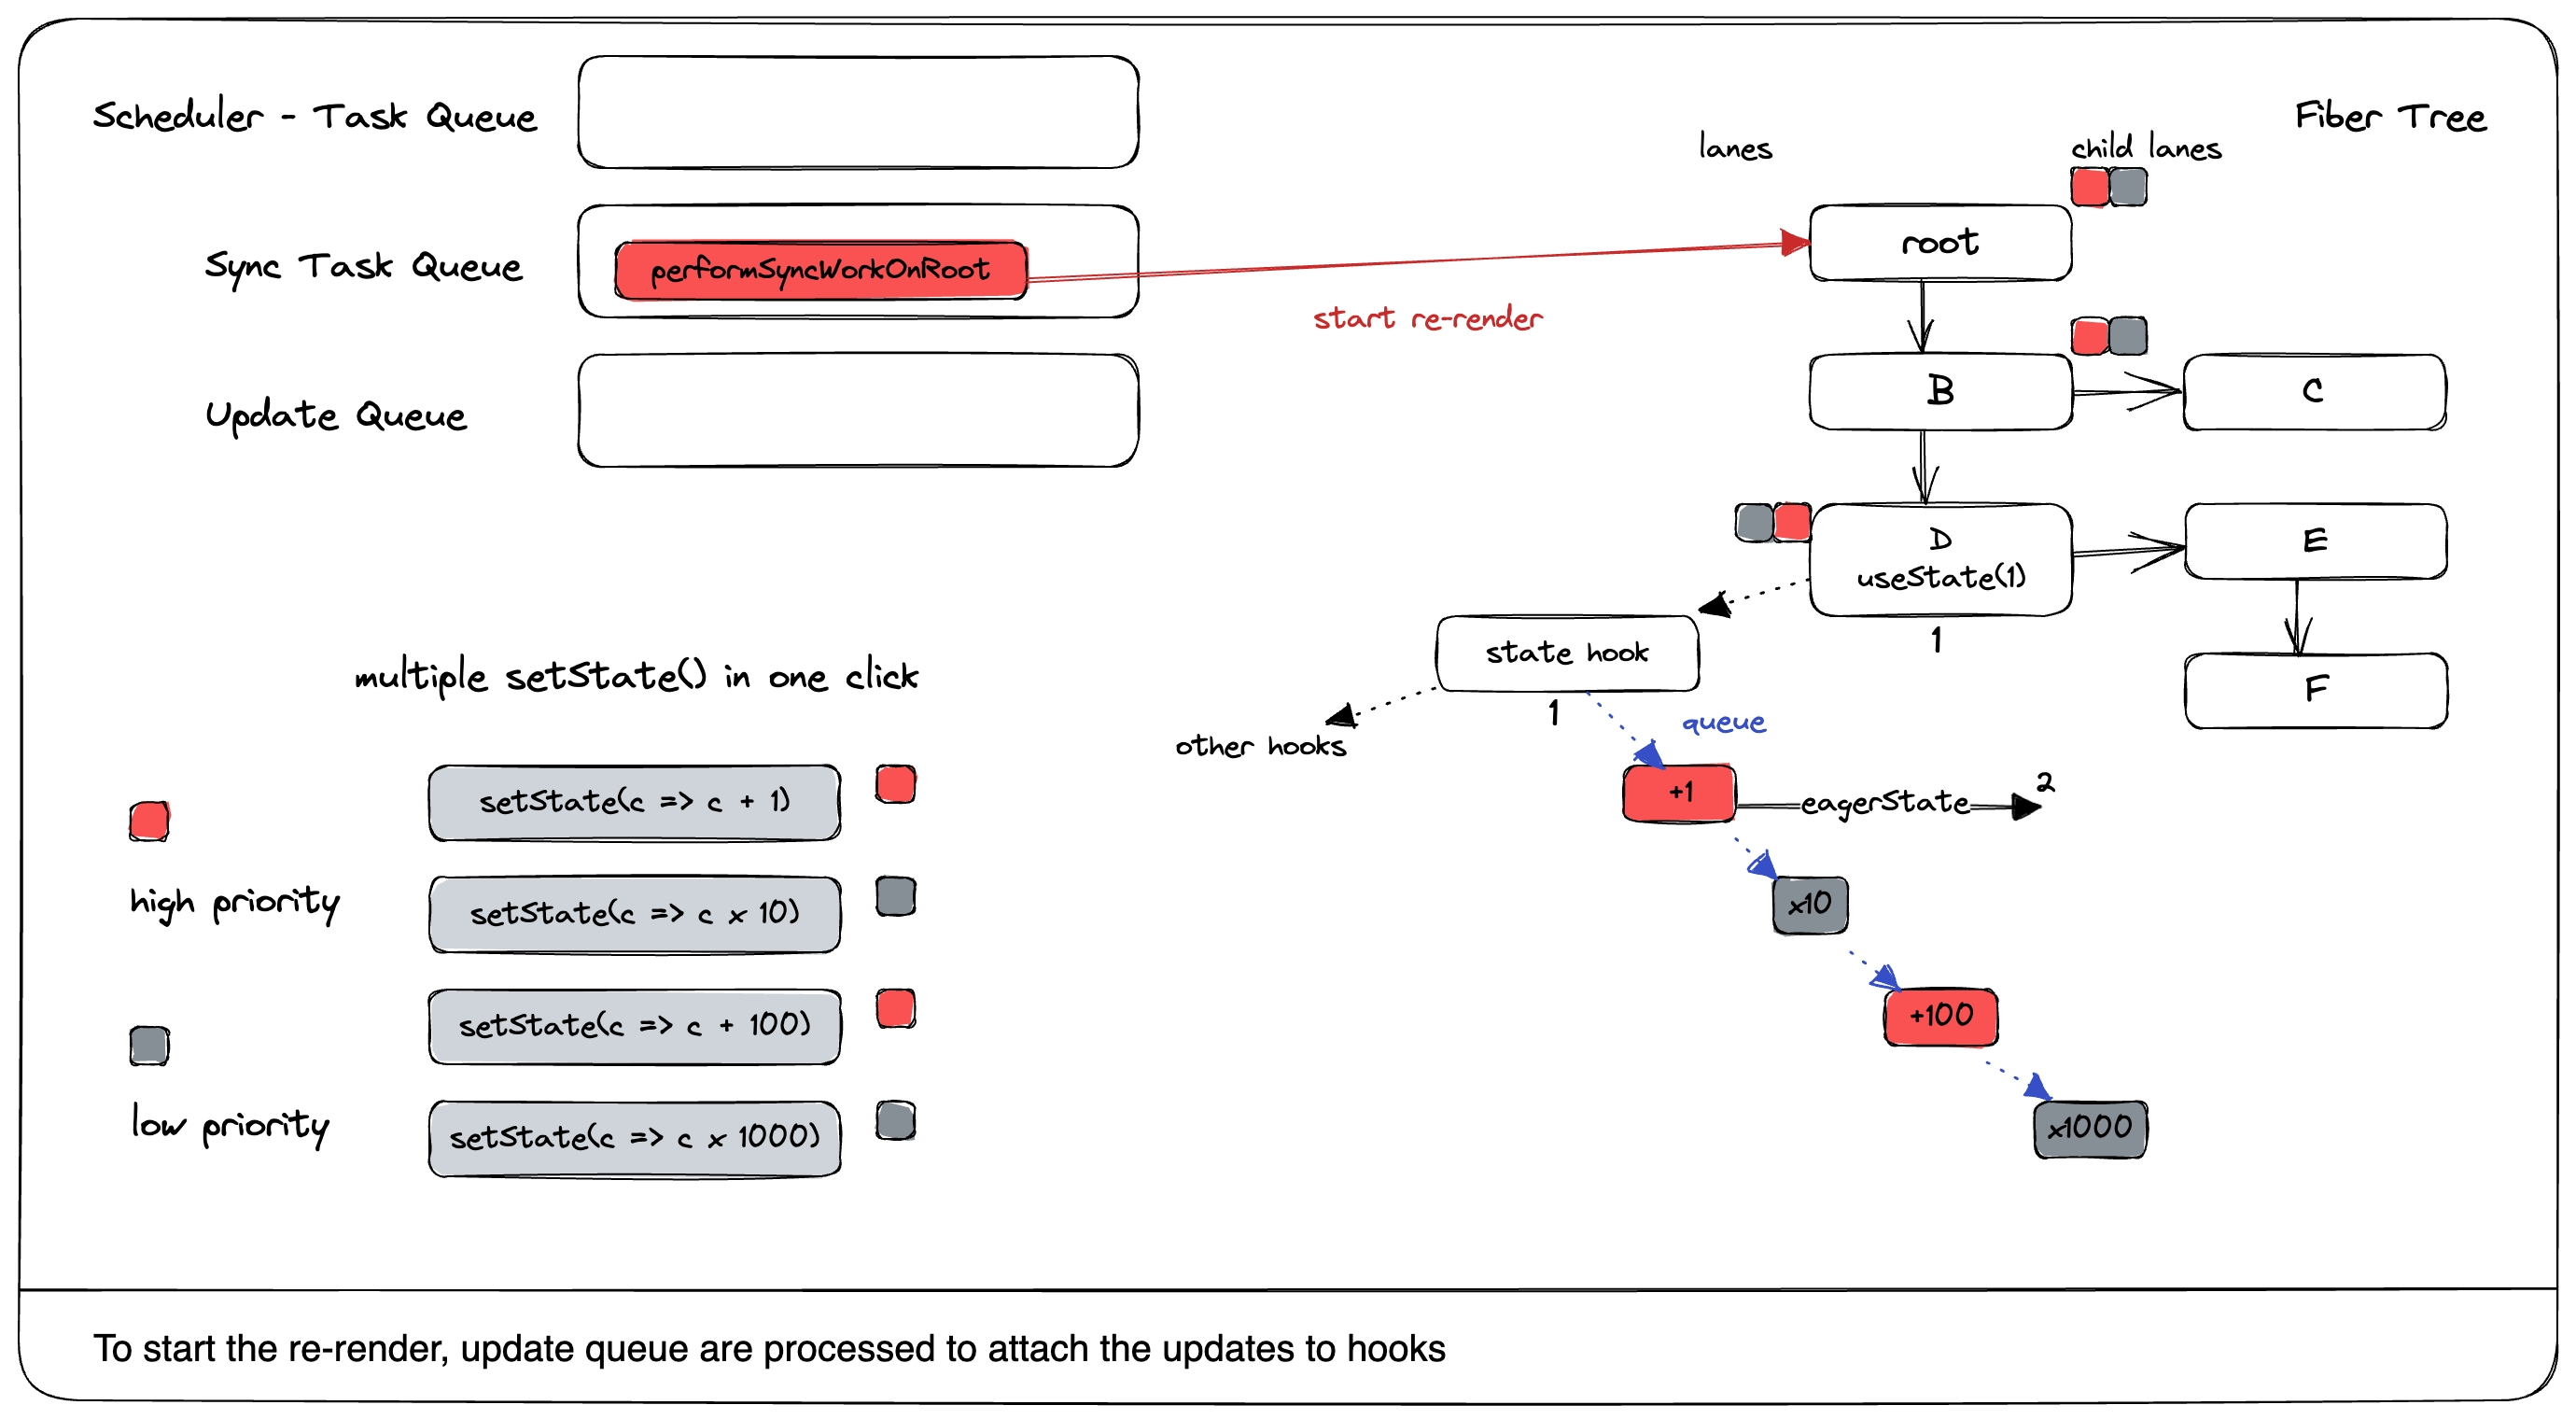 Scheduler - Task Queue
Sync Task Queue
performSyncWorkOnRoot
Update Queue
start re-render
Fiber Tree
lanes
child lanes
root
B
C
D
useState(1)
1
E
F
state hook
1
other hooks
queue
+1
eagerState
2
x10
+100
x1000
multiple setState() in one click
high priority
low priority
setState(c => c + 1)
setState(c => c x 10)
setState(c => c + 100)
setState(c => c x 1000)
To start the re-render, update queue are processed to attach the updates to hooks